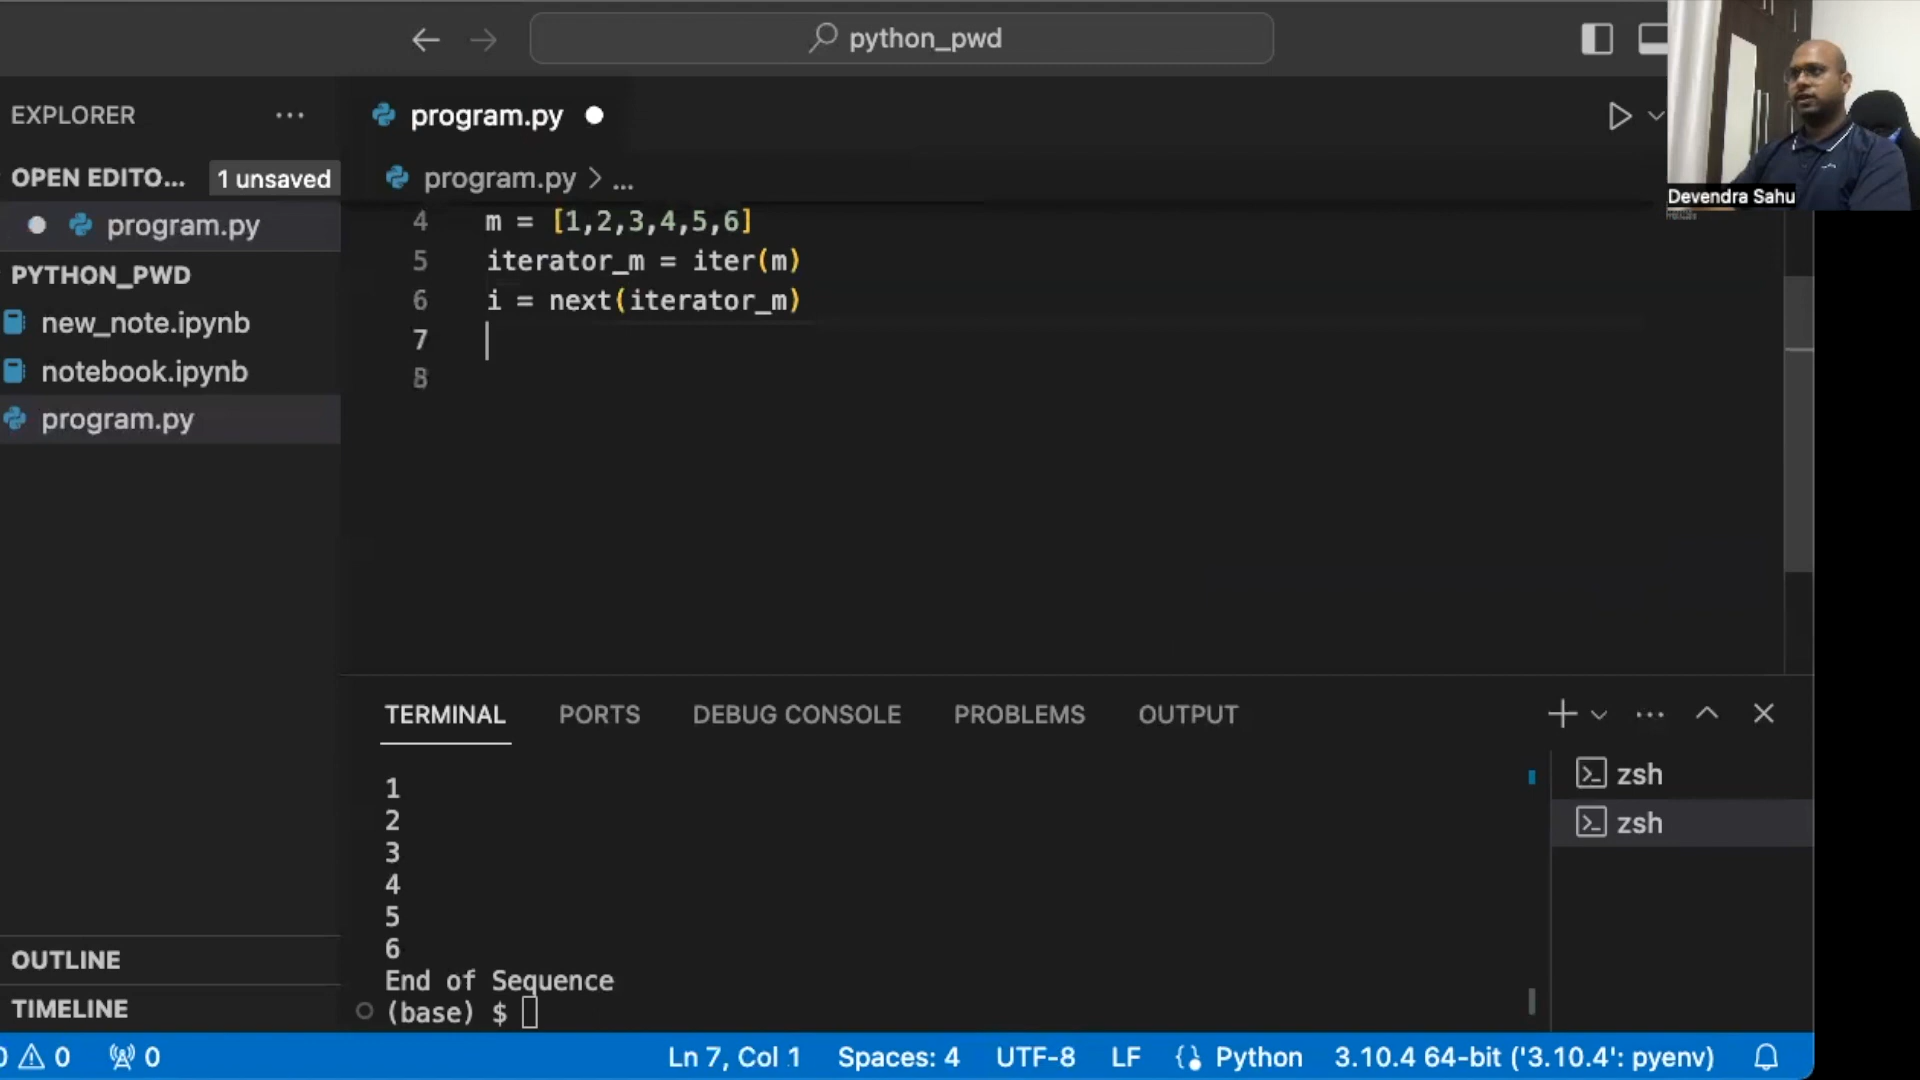 python_pwd
EXPLORER
program.py
OPEN EDITO... 1 unsaved
program.py > ...
Devendra Sahu
program.py
PYTHON_PWD
new_note.ipynb
notebook.ipynb
program.py
4 m = [1,2,3,4,5,6]
5 iterator_m = iter(m)
6 i = next(iterator_m)
7
8
TERMINAL PORTS DEBUG CONSOLE PROBLEMS OUTPUT
1
2
3
4
5
6
End of Sequence
(base) $
zsh
zsh
OUTLINE
TIMELINE
0 0 0 Ln 7, Col 1 Spaces: 4 UTF-8 LF {} Python 3.10.4 64-bit ('3.10.4': pyenv)